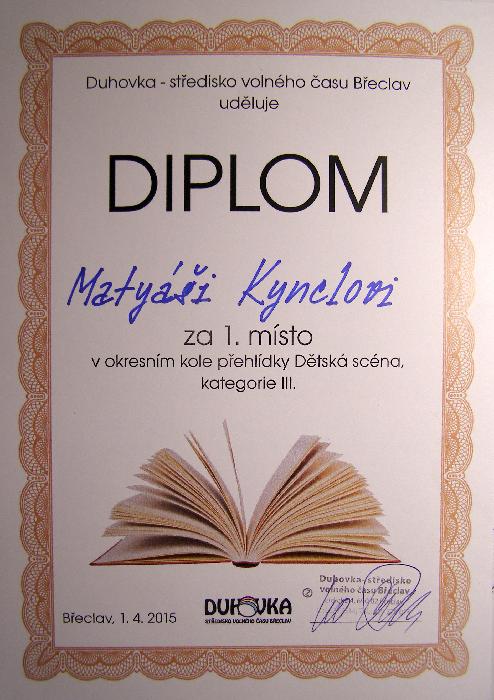 Duhovka - středisko volného času Břeclav
uděluje
DIPLOM
Matyáši Kynclovi
za 1. místo
v okresním kole přehlídky Dětská scéna,
kategorie III.
Břeclav, 1. 4. 2015
DUHOVKA
STŘEDISKO VOLNÉHO ČASU BŘECLAV
Duhovka-středisko
volného času Břeclav
②